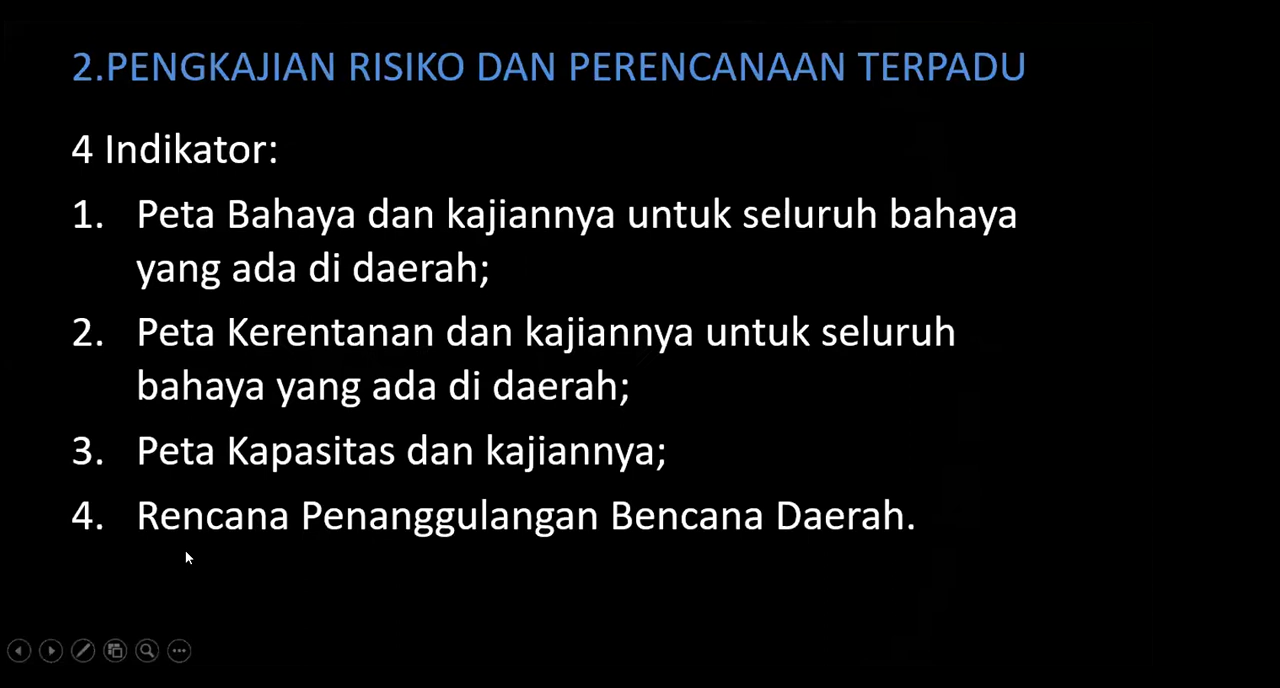 2.PENGKAJIAN RISIKO DAN PERENCANAAN TERPADU
4 Indikator:
1. Peta Bahaya dan kajiannya untuk seluruh bahaya
yang ada di daerah;
2. Peta Kerentanan dan kajiannya untuk seluruh
bahaya yang ada di daerah;
3. Peta Kapasitas dan kajiannya;
4. Rencana Penanggulangan Bencana Daerah.